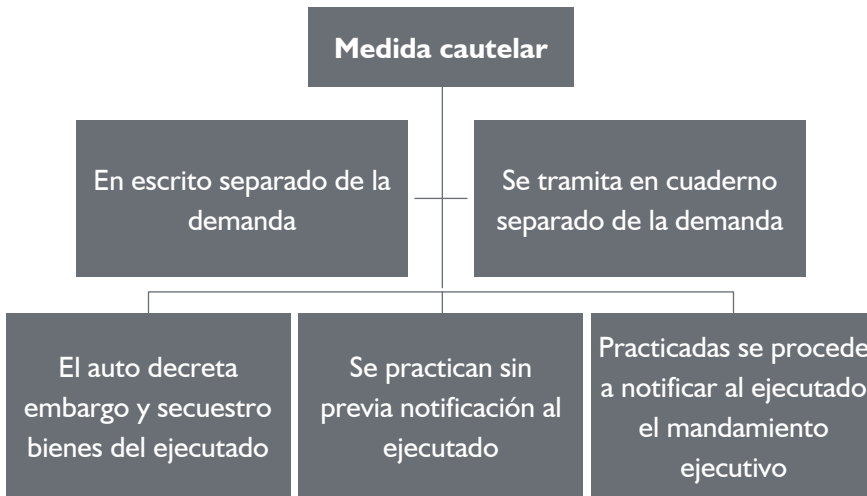 Medida cautelar
En escrito separado de la
demanda
Se tramita en cuaderno
separado de la demanda
El auto decreta
embargo y secuestro
bienes del ejecutado
Se practican sin
previa notificación al
ejecutado
Practicadas se procede
a notificar al ejecutado
el mandamiento
ejecutivo